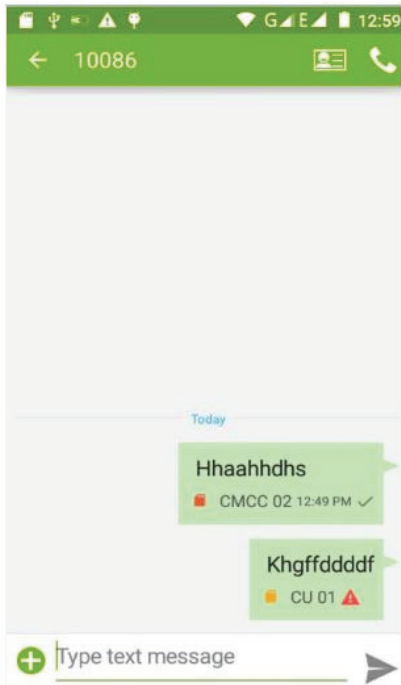 G E 12:59
10086
Today
Hhaahhdhs
CMCC 02 12:49 PM
Khgffddddf
CU 01
Type text message